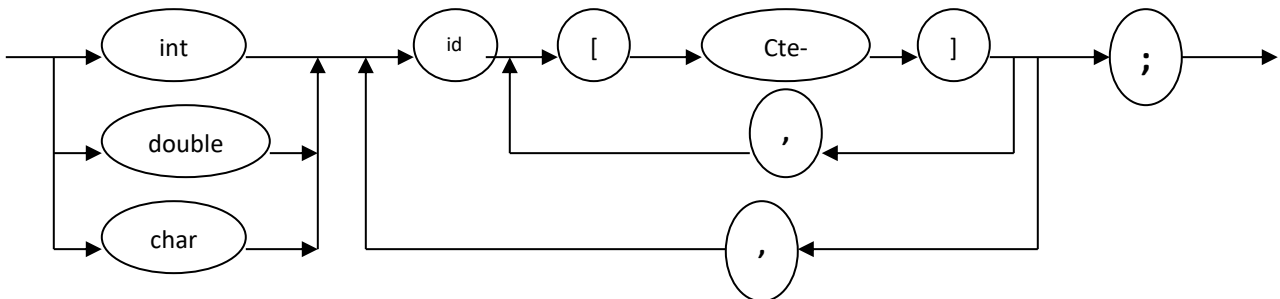 int id [ Cte- ] ;
double ,
char ,